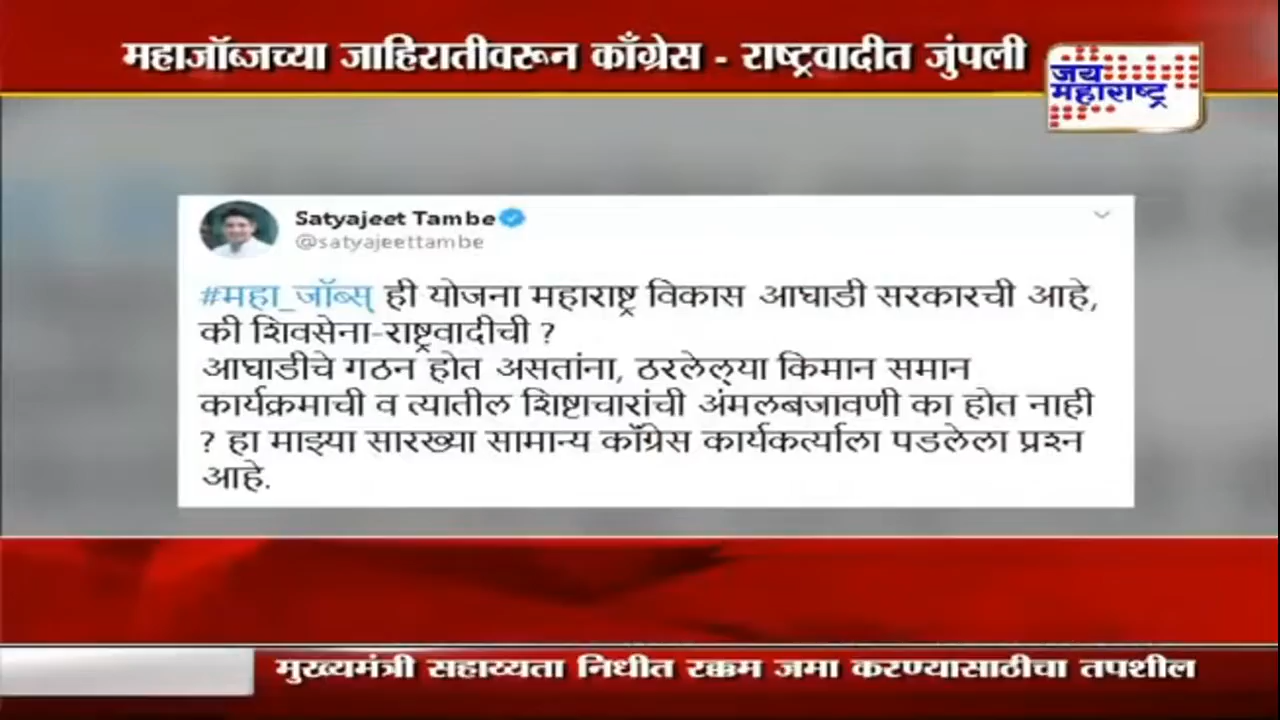 महाजॉब्जच्या जाहिरातीवरून काँग्रेस - राष्ट्रवादीत जुंपली
जय
महाराष्ट्र
Satyajeet Tambe
@satyajeettambe
#महा_जॉब्स् ही योजना महाराष्ट्र विकास आघाडी सरकारची आहे,
की शिवसेना-राष्ट्रवादीची ?
आघाडीचे गठन होत असतांना, ठरलेल्या किमान समान
कार्यक्रमाची व त्यातील शिष्टाचारांची अंमलबजावणी का होत नाही
? हा माझ्या सारख्या सामान्य कॉंग्रेस कार्यकर्त्याला पडलेला प्रश्न
आहे.
मुख्यमंत्री सहाय्यता निधीत रक्कम जमा करण्यासाठीचा तपशील